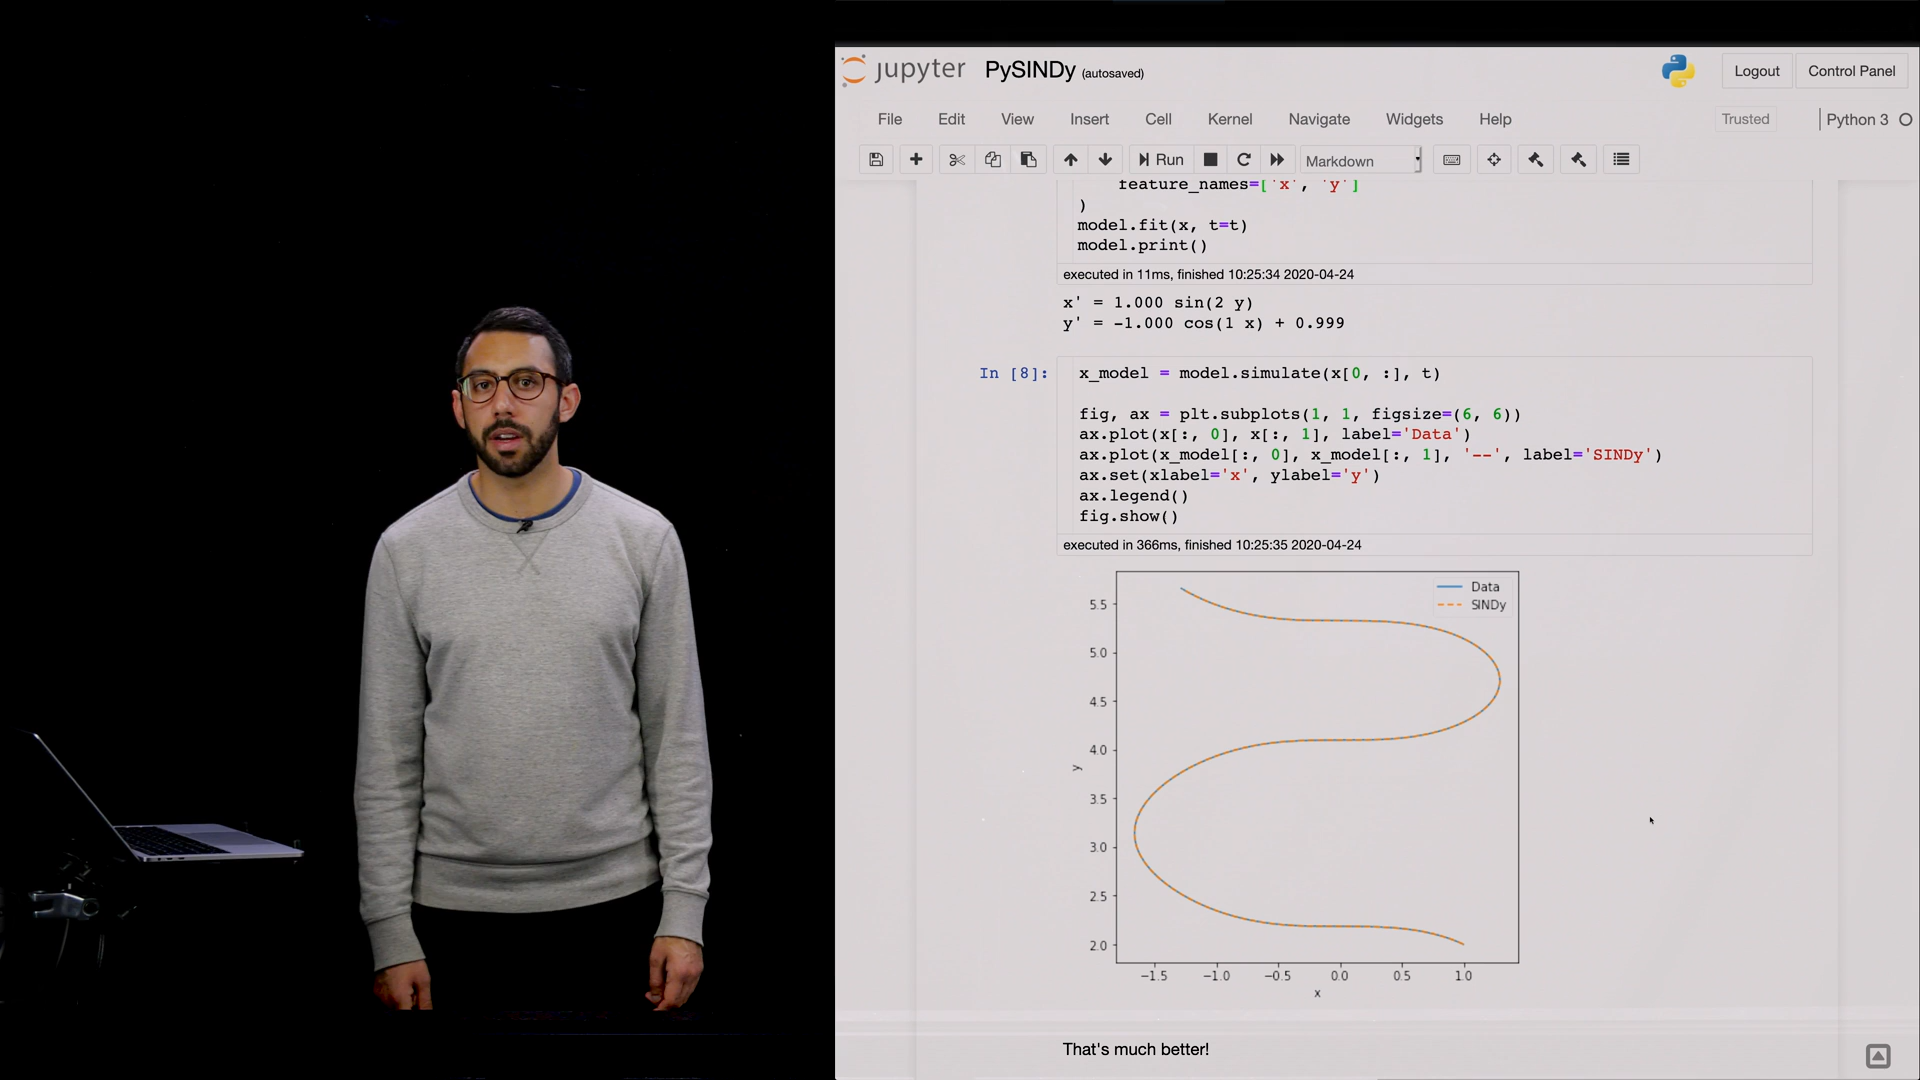 jupyter PySINDy (autosaved)
Logout Control Panel
File Edit View Insert Cell Kernel Navigate Widgets Help
Trusted Python 3
Run Markdown
feature_names=['x', 'y']
)
model.fit(x, t=t)
model.print()
executed in 11ms, finished 10:25:34 2020-04-24
x' = 1.000 sin(2 y)
y' = -1.000 cos(1 x) + 0.999
In [8]:
x_model = model.simulate(x[0, :], t)
fig, ax = plt.subplots(1, 1, figsize=(6, 6))
ax.plot(x[:, 0], x[:, 1], label='Data')
ax.plot(x_model[:, 0], x_model[:, 1], '--', label='SINDy')
ax.set(xlabel='x', ylabel='y')
ax.legend()
fig.show()
executed in 366ms, finished 10:25:35 2020-04-24
Data
SINDy
5.5
5.0
4.5
4.0
y
3.5
3.0
2.5
2.0
−1.5 −1.0 −0.5 0.0 0.5 1.0
x
That's much better!